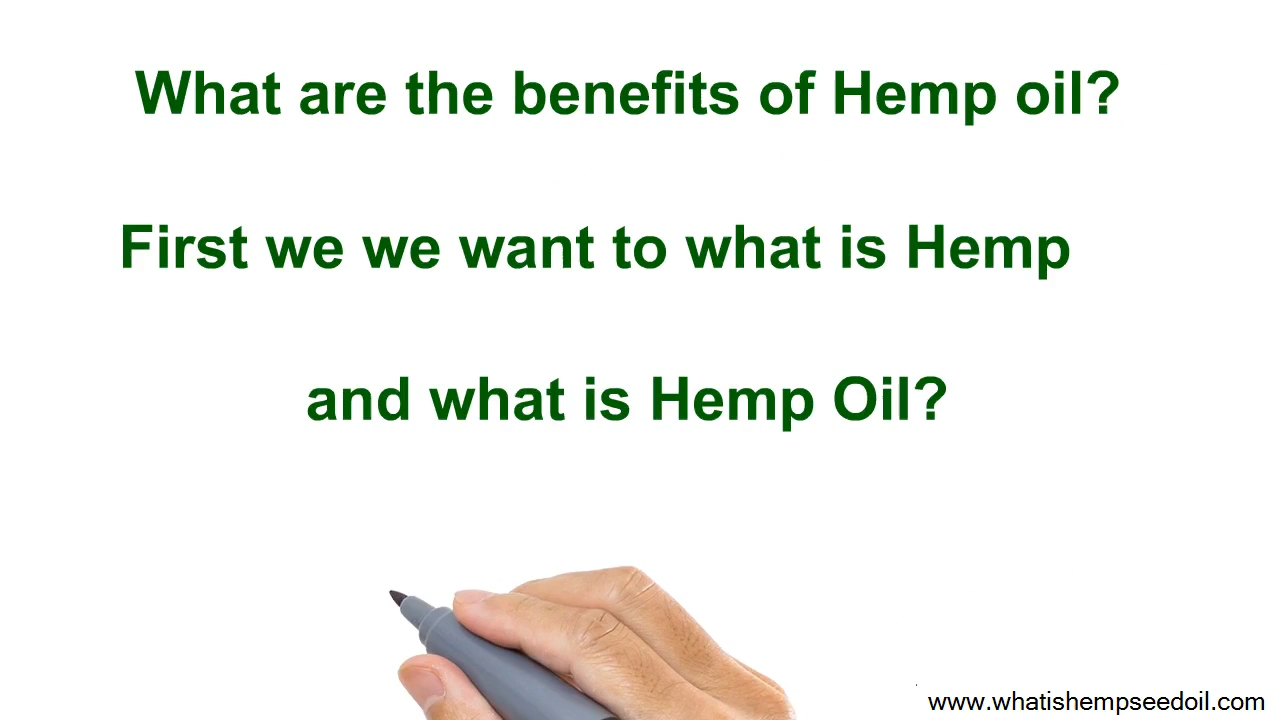 What are the benefits of Hemp oil?
First we we want to what is Hemp
and what is Hemp Oil?
www.whatishempseedoil.com